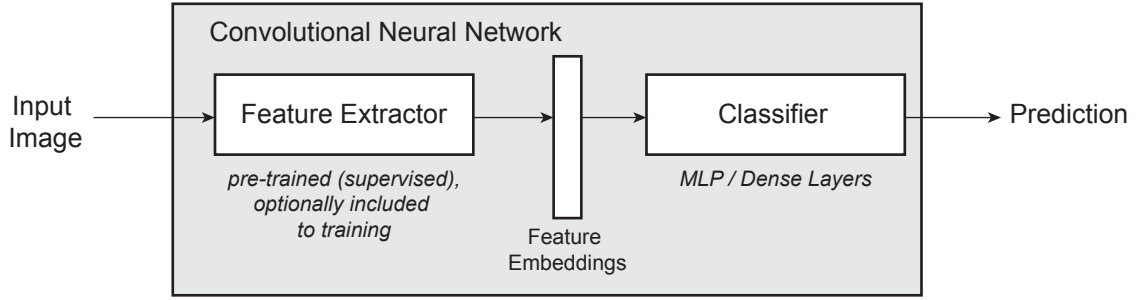 Convolutional Neural Network
Input
Image
Feature Extractor
Classifier
Prediction
pre-trained (supervised),
optionally included
to training
MLP / Dense Layers
Feature
Embeddings